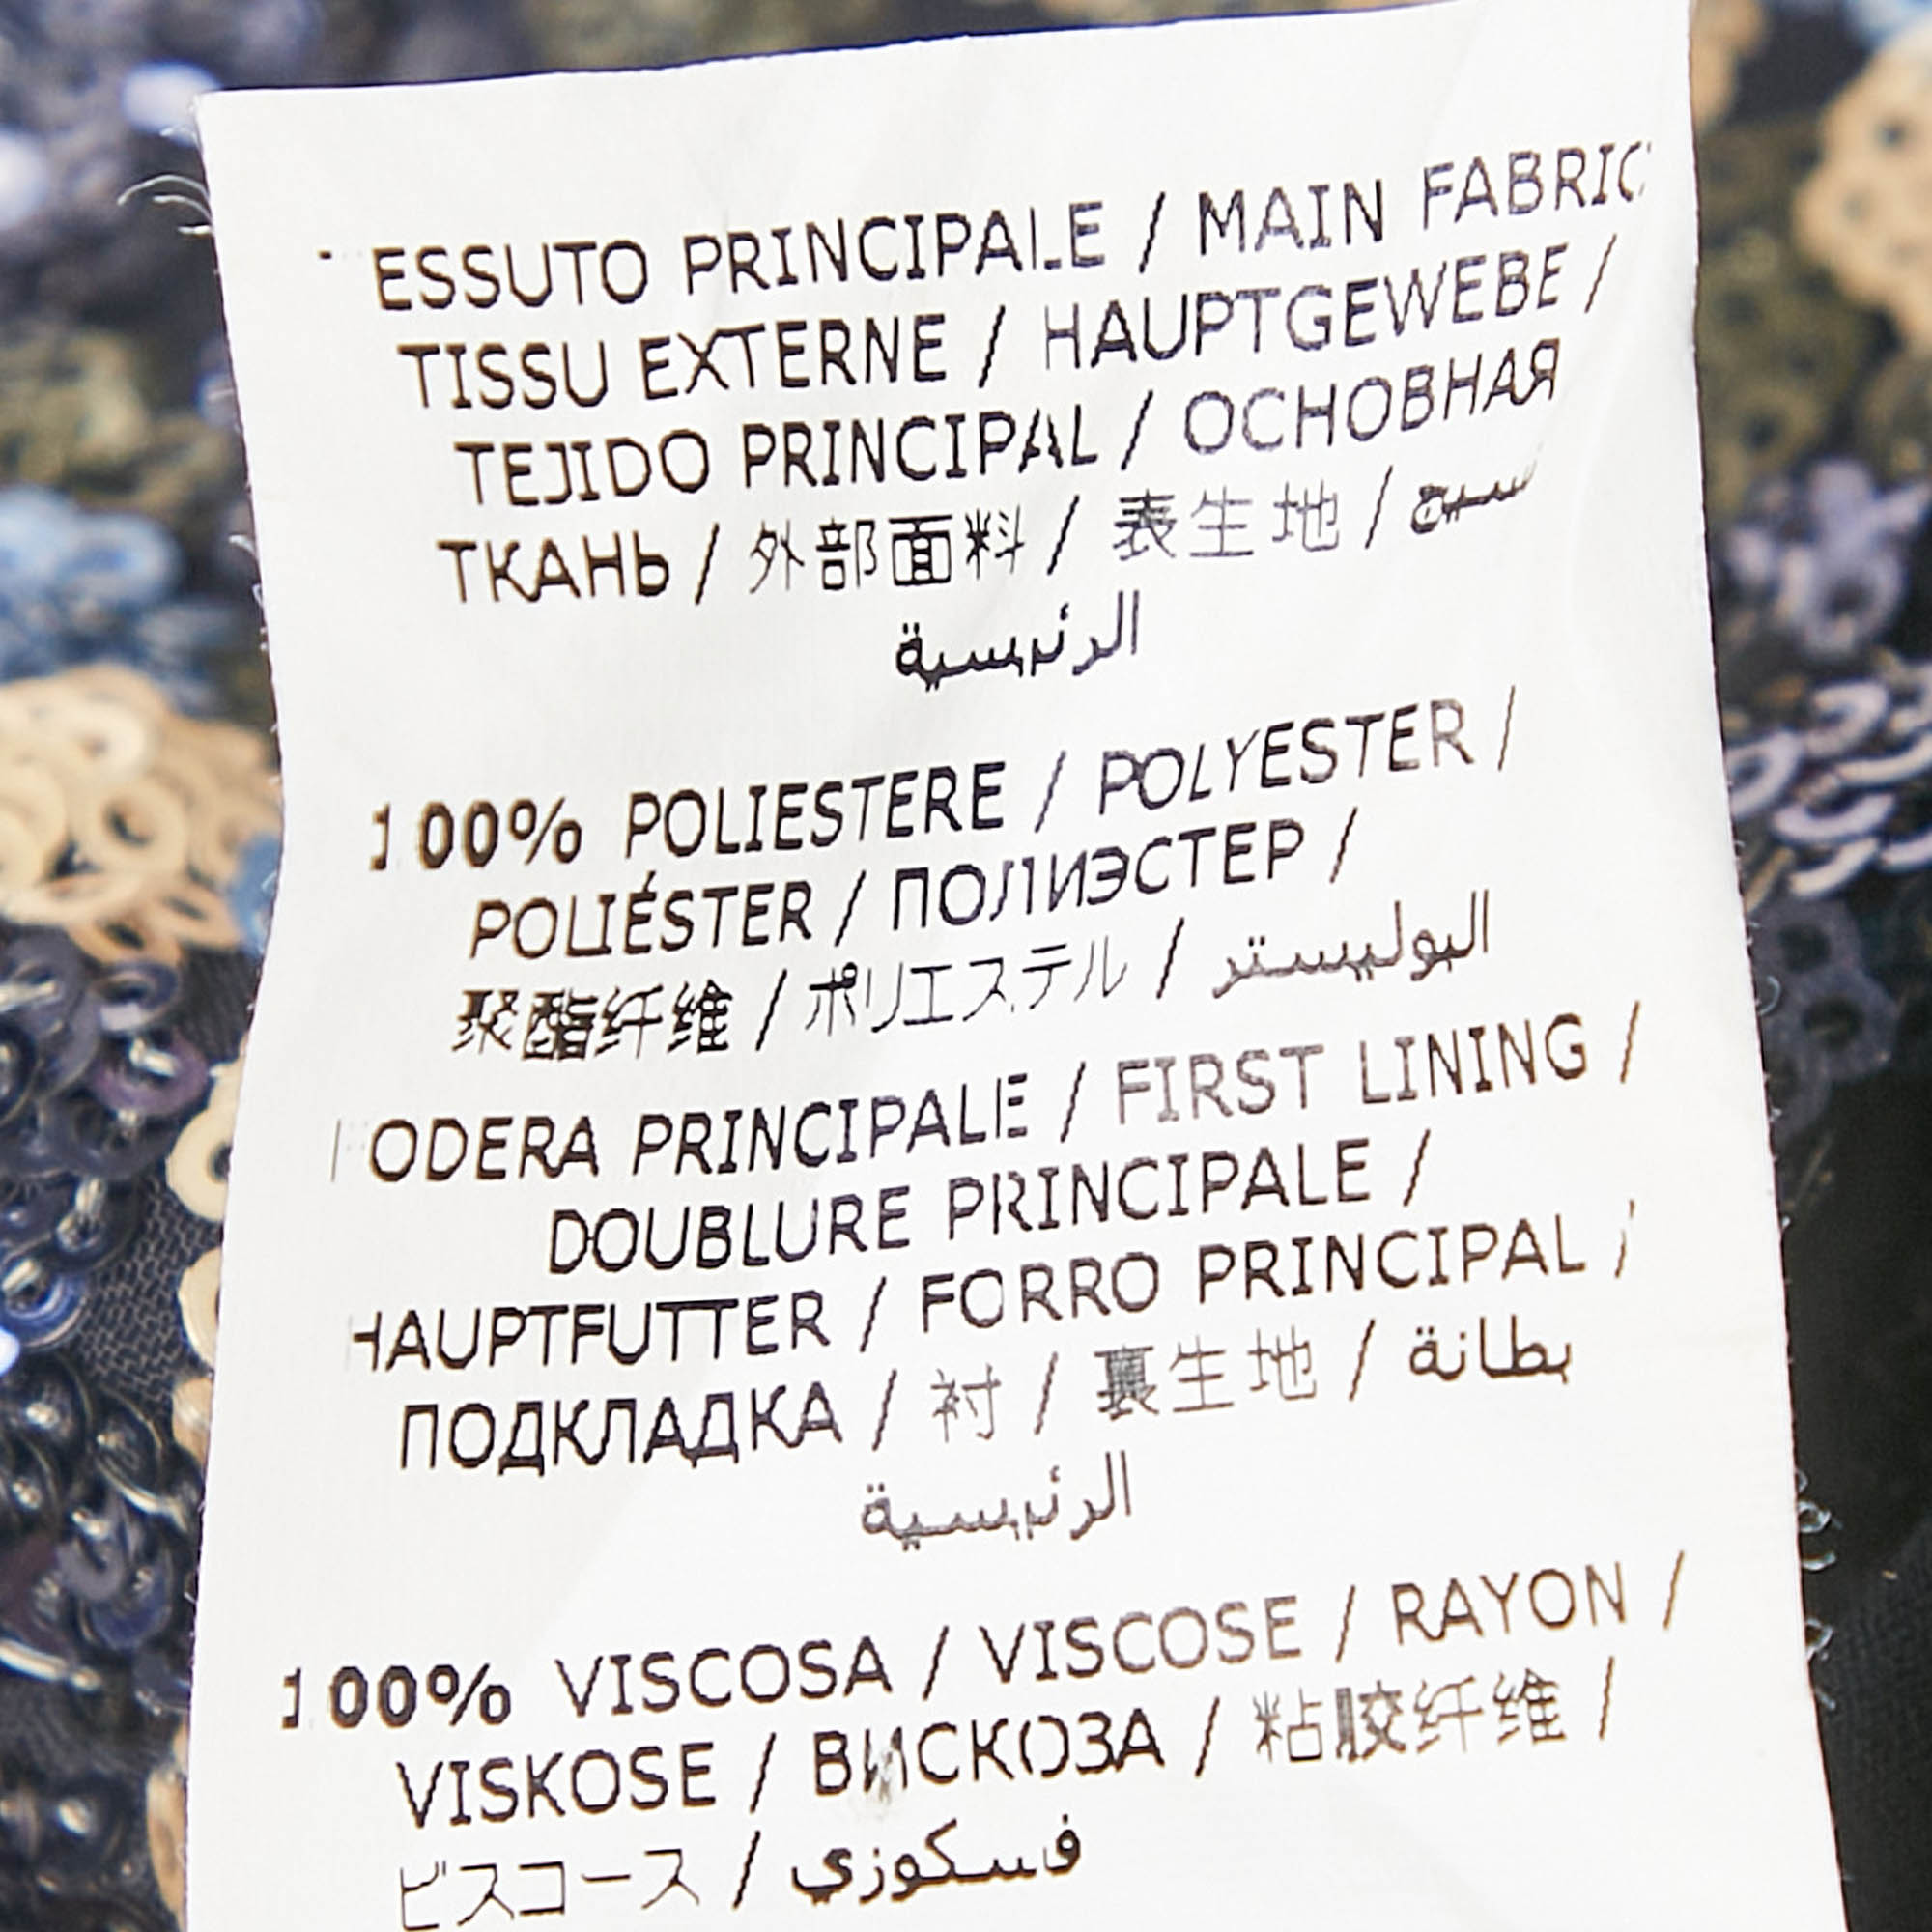 TESSUTO PRINCIPALE / MAIN FABRIC
TISSU EXTERNE / HAUPTGEWEBE /
TEJIDO PRINCIPAL / ОСНОВНАЯ
ТКАНЬ / 外部面料 / 表生地 /
الرئيسية
100% POLIESTERE / POLYESTER /
POLIÉSTER / ПОЛИЭСТЕР /
聚酯纤维 / ポリエステル / البوليستر
FODERA PRINCIPALE / FIRST LINING /
DOUBLURE PRINCIPALE /
HAUPTFUTTER / FORRO PRINCIPAL /
ПОДКЛАДКА / 衬 / 裏生地 / بطانة
الرئيسية
100% VISCOSA / VISCOSE / RAYON /
VISKOSE / ВИСКОЗА / 粘胶纤维 /
ビスコース / فسكوزي